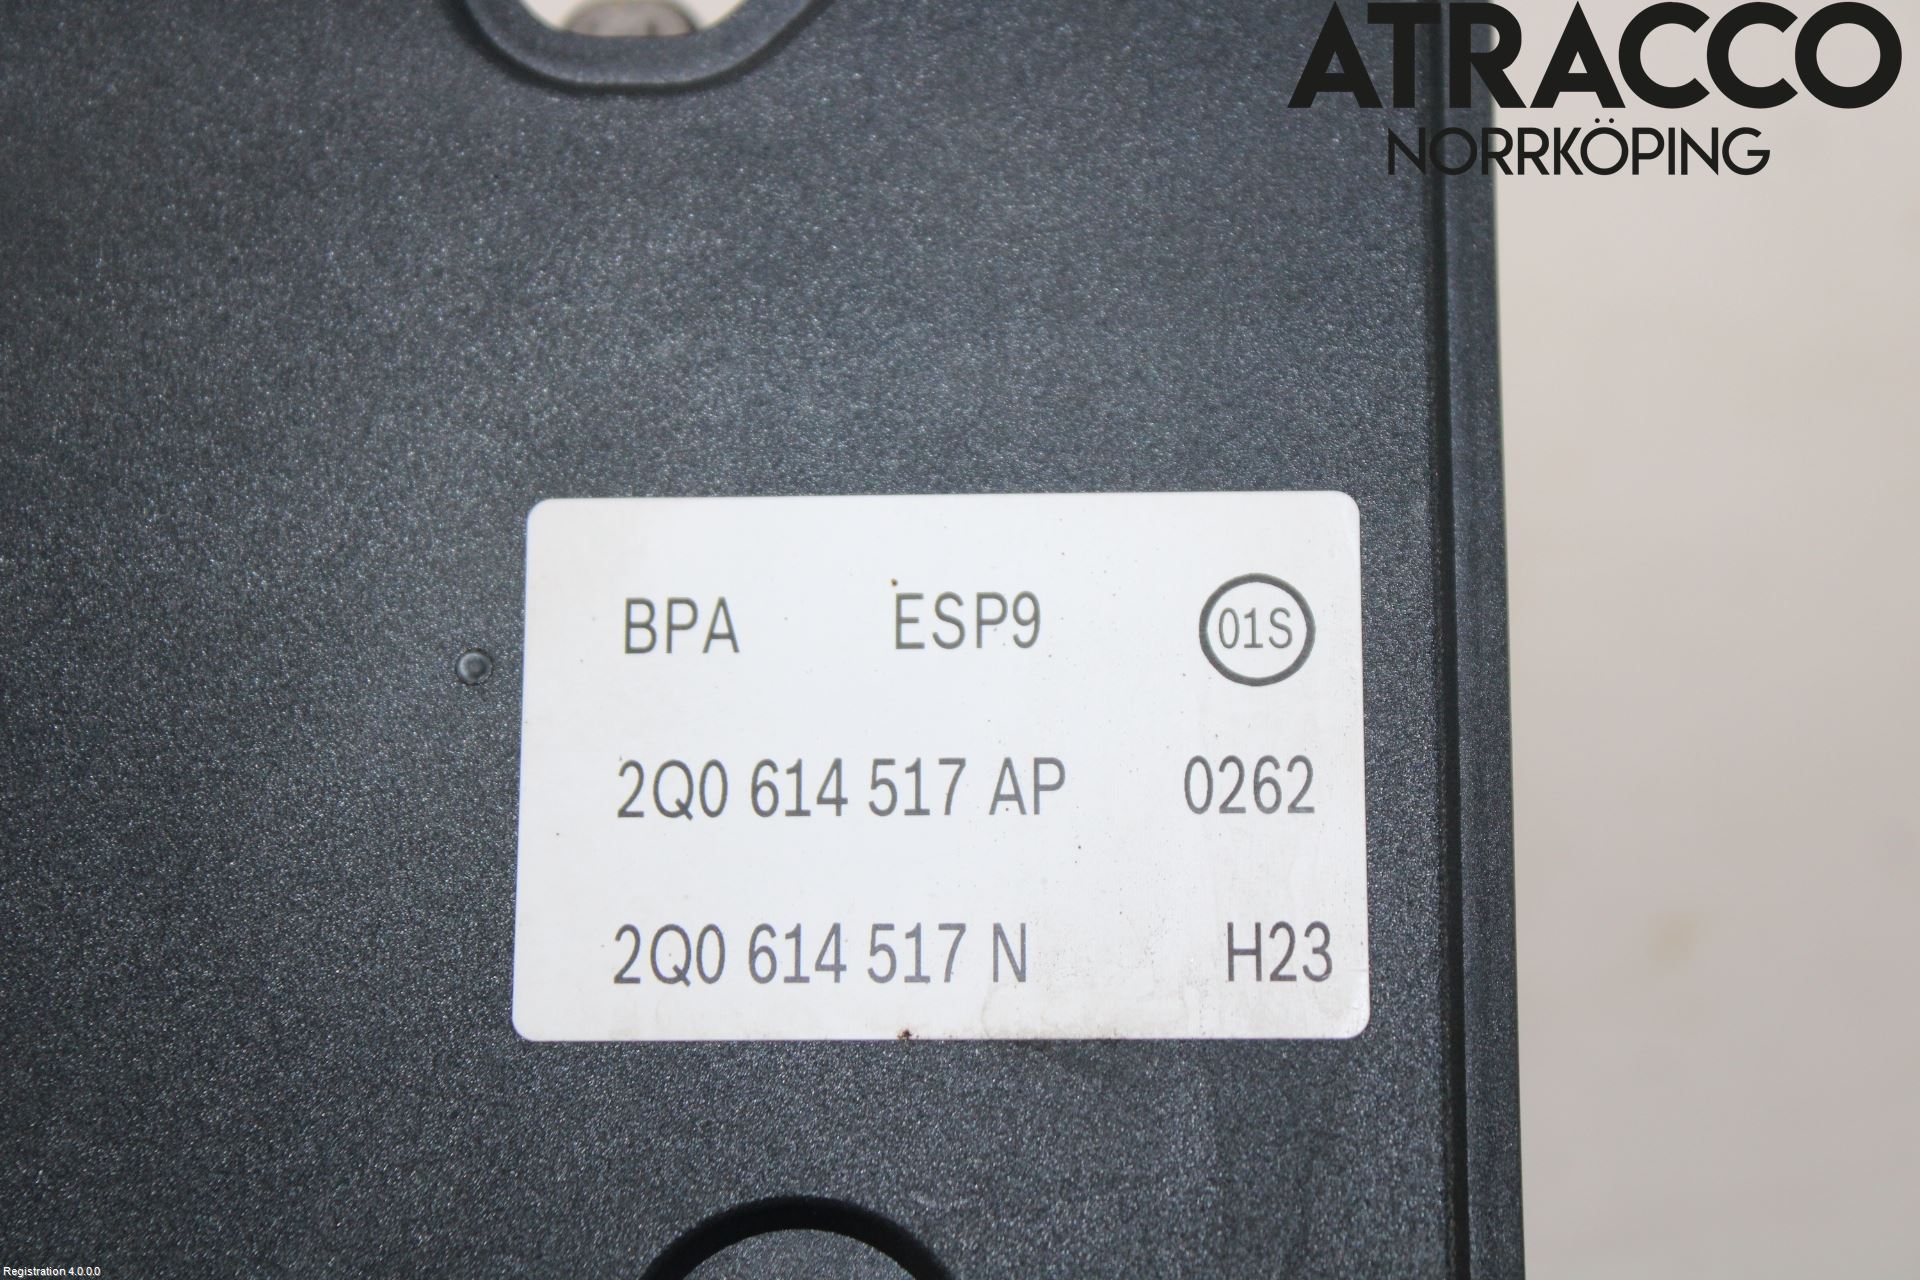 ATRACCO
NORRKÖPING
BPA ESP9 01S
2Q0 614 517 AP 0262
2Q0 614 517 N H23
Registration 4.0.0.0